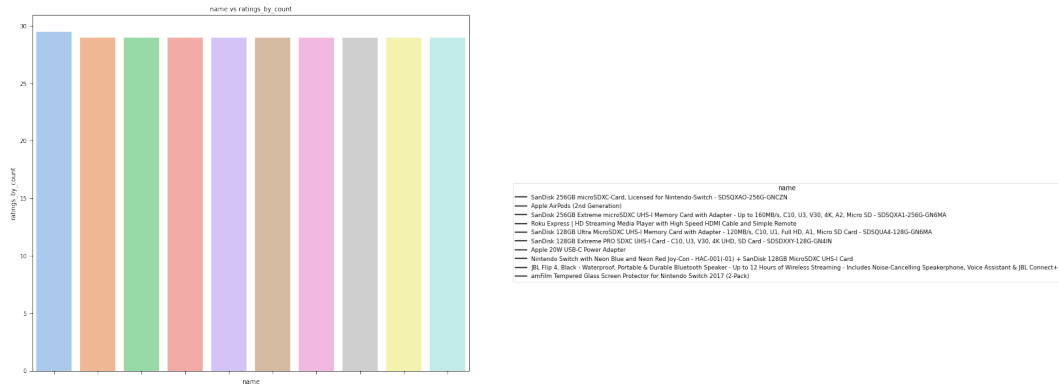 name vs ratings_by_count
30
25
20
15
10
5
0
ratings_by_count
name
name
SanDisk 256GB microSDXC-Card, Licensed for Nintendo-Switch - SDSQXAO-256G-GNCZN
Apple AirPods (2nd Generation)
SanDisk 256GB Extreme microSDXC UHS-I Memory Card with Adapter - Up to 160MB/s, C10, U3, V30, 4K, A2, Micro SD - SDSQXA1-256G-GN6MA
Roku Express | HD Streaming Media Player with High Speed HDMI Cable and Simple Remote
SanDisk 128GB Ultra MicroSDXC UHS-I Memory Card with Adapter - 120MB/s, C10, U1, Full HD, A1, Micro SD Card - SDSQUA4-128G-GN6MA
SanDisk 128GB Extreme PRO SDXC UHS-I Card - C10, U3, V30, 4K UHD, SD Card - SDSDXXY-128G-GN4IN
Apple 20W USB-C Power Adapter
Nintendo Switch with Neon Blue and Neon Red Joy-Con - HAC-001(-01) + SanDisk 128GB MicroSDXC UHS-I Card
JBL Flip 4, Black - Waterproof, Portable & Durable Bluetooth Speaker - Up to 12 Hours of Wireless Streaming - Includes Noise-Cancelling Speakerphone, Voice Assistant & JBL Connect+
amFilm Tempered Glass Screen Protector for Nintendo Switch 2017 (2-Pack)